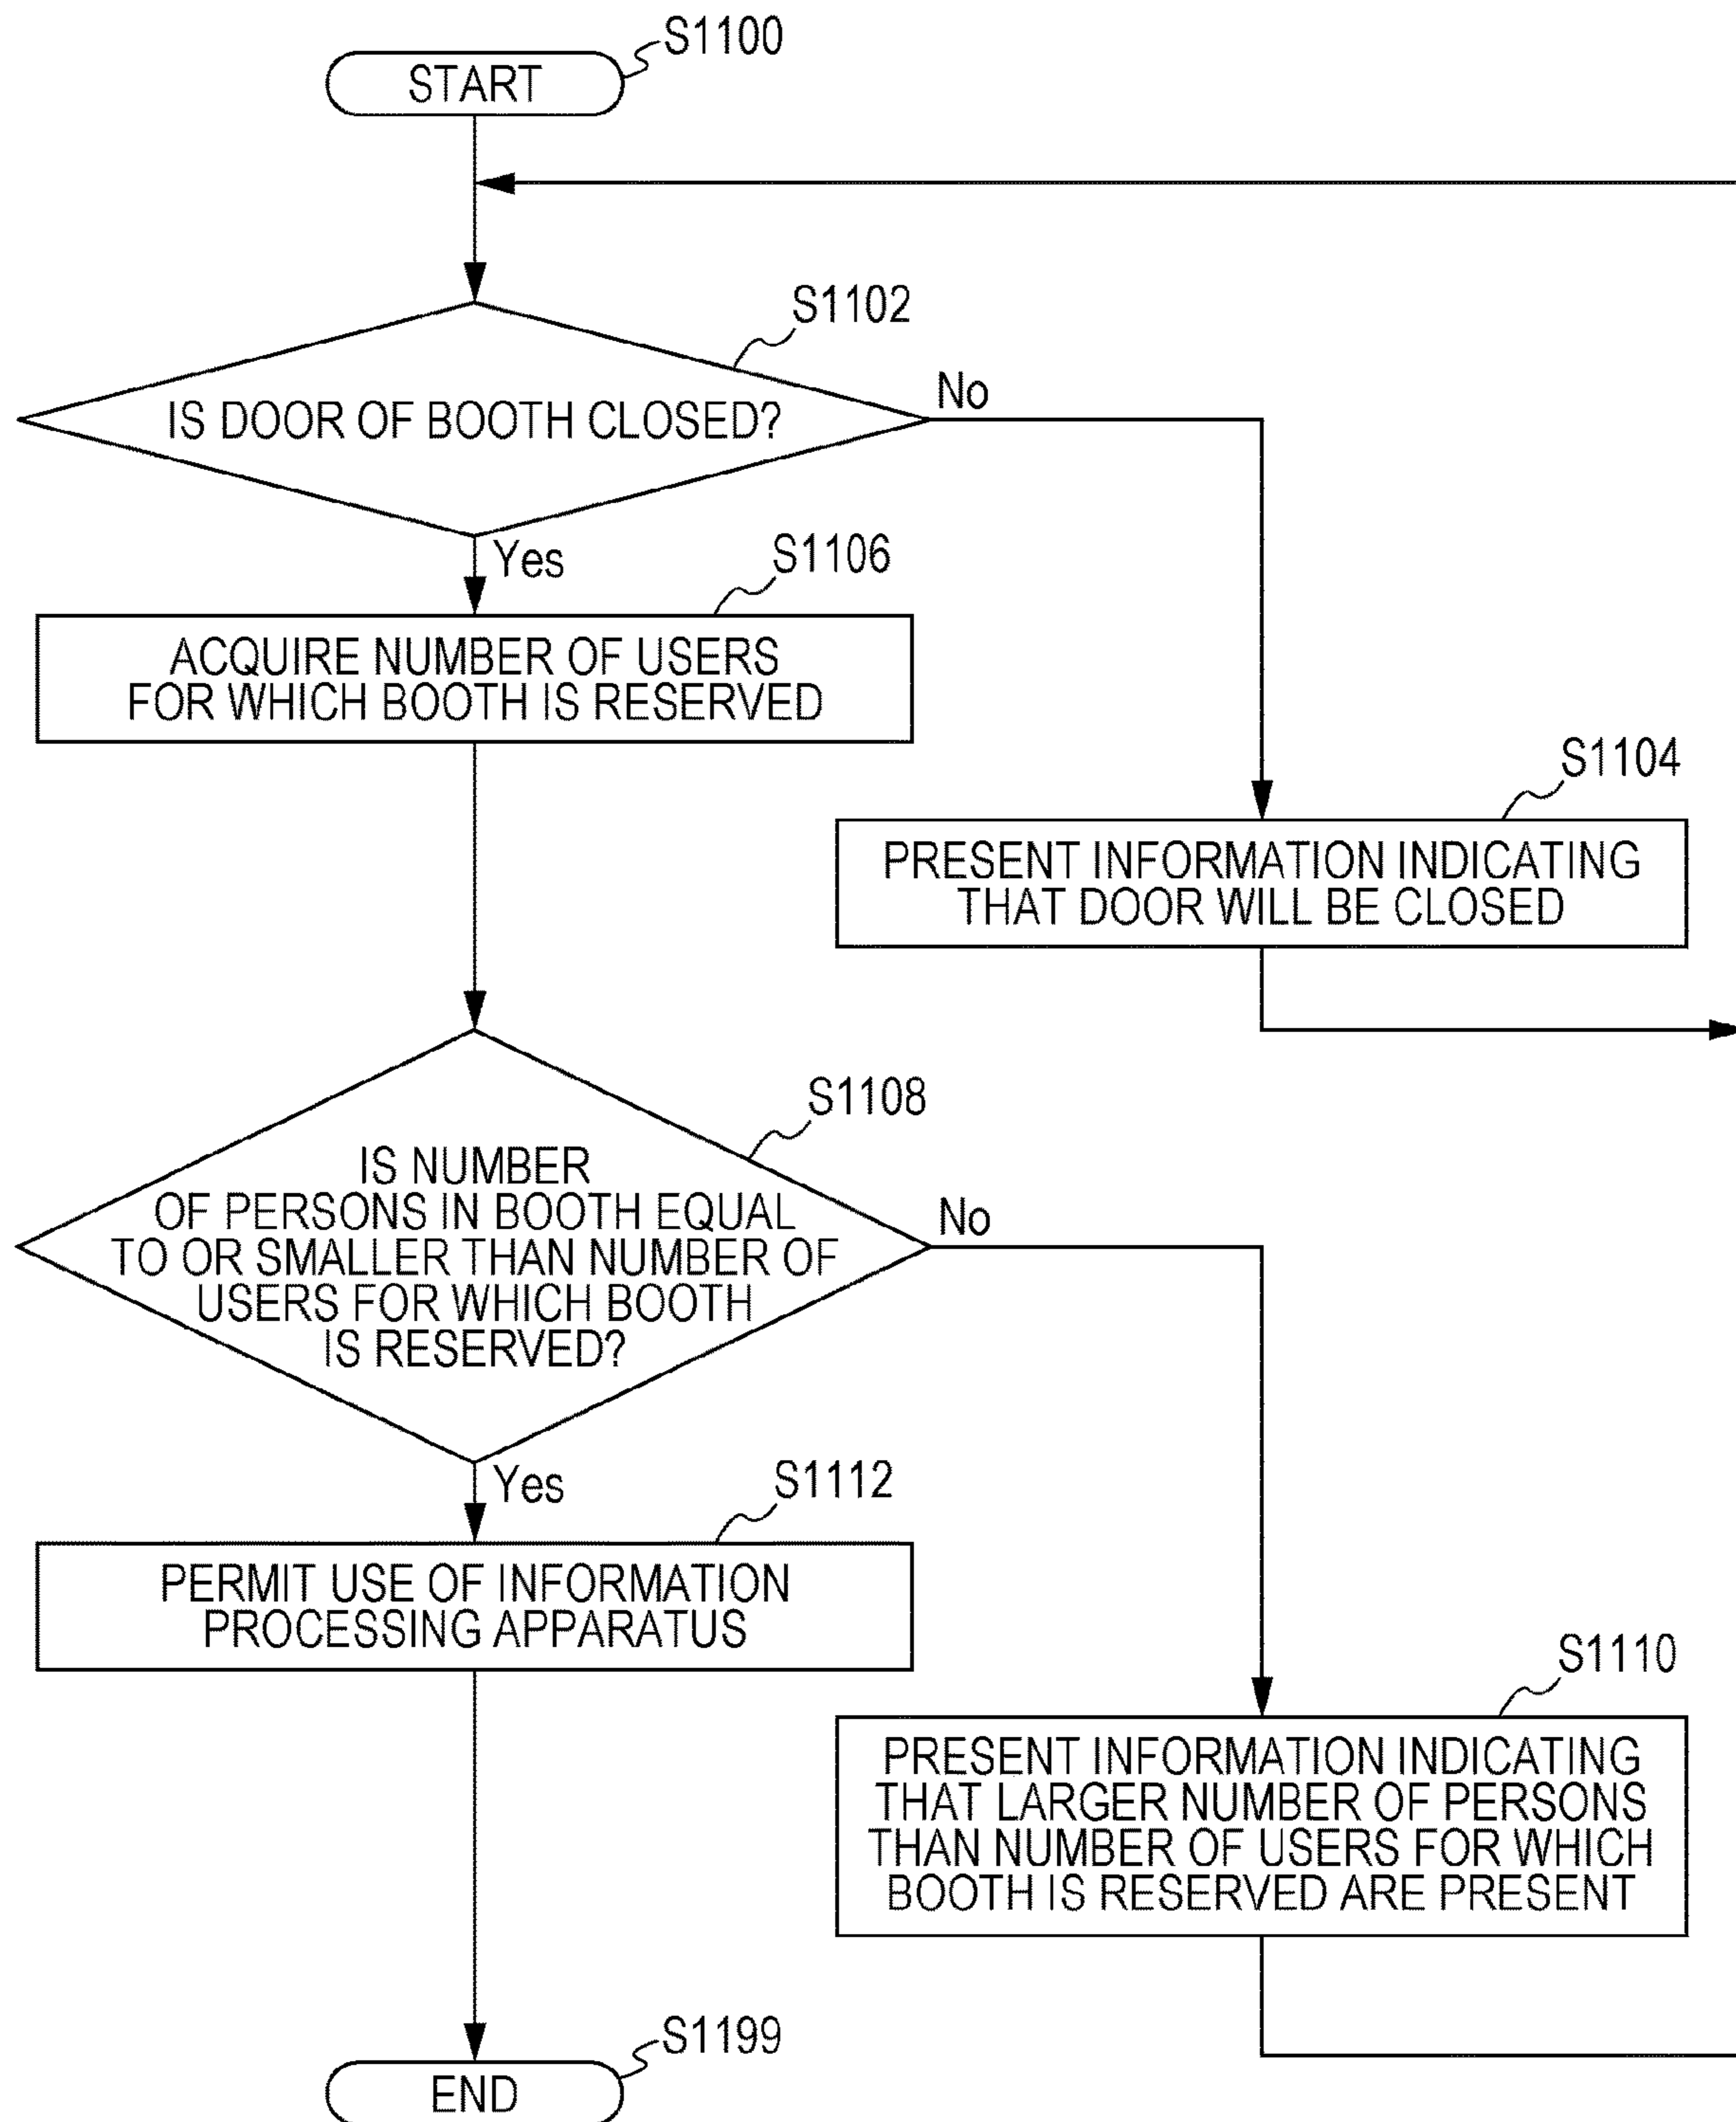 S1100
START
S1102
IS DOOR OF BOOTH CLOSED?
No
Yes
S1106
ACQUIRE NUMBER OF USERS
FOR WHICH BOOTH IS RESERVED
S1104
PRESENT INFORMATION INDICATING
THAT DOOR WILL BE CLOSED
S1108
IS NUMBER
OF PERSONS IN BOOTH EQUAL
TO OR SMALLER THAN NUMBER OF
USERS FOR WHICH BOOTH
IS RESERVED?
No
Yes
S1112
PERMIT USE OF INFORMATION
PROCESSING APPARATUS
S1110
PRESENT INFORMATION INDICATING
THAT LARGER NUMBER OF PERSONS
THAN NUMBER OF USERS FOR WHICH
BOOTH IS RESERVED ARE PRESENT
S1199
END